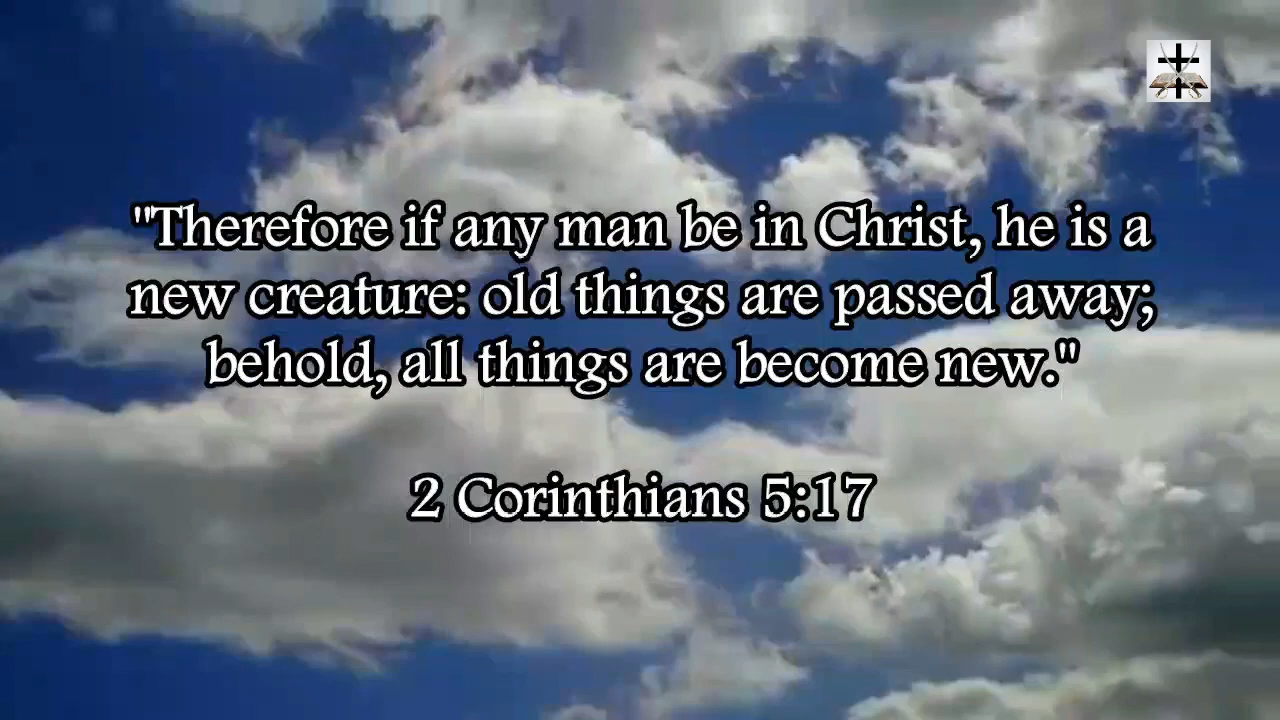 "Therefore if any man be in Christ, he is a
new creature: old things are passed away;
behold, all things are become new."
2 Corinthians 5:17